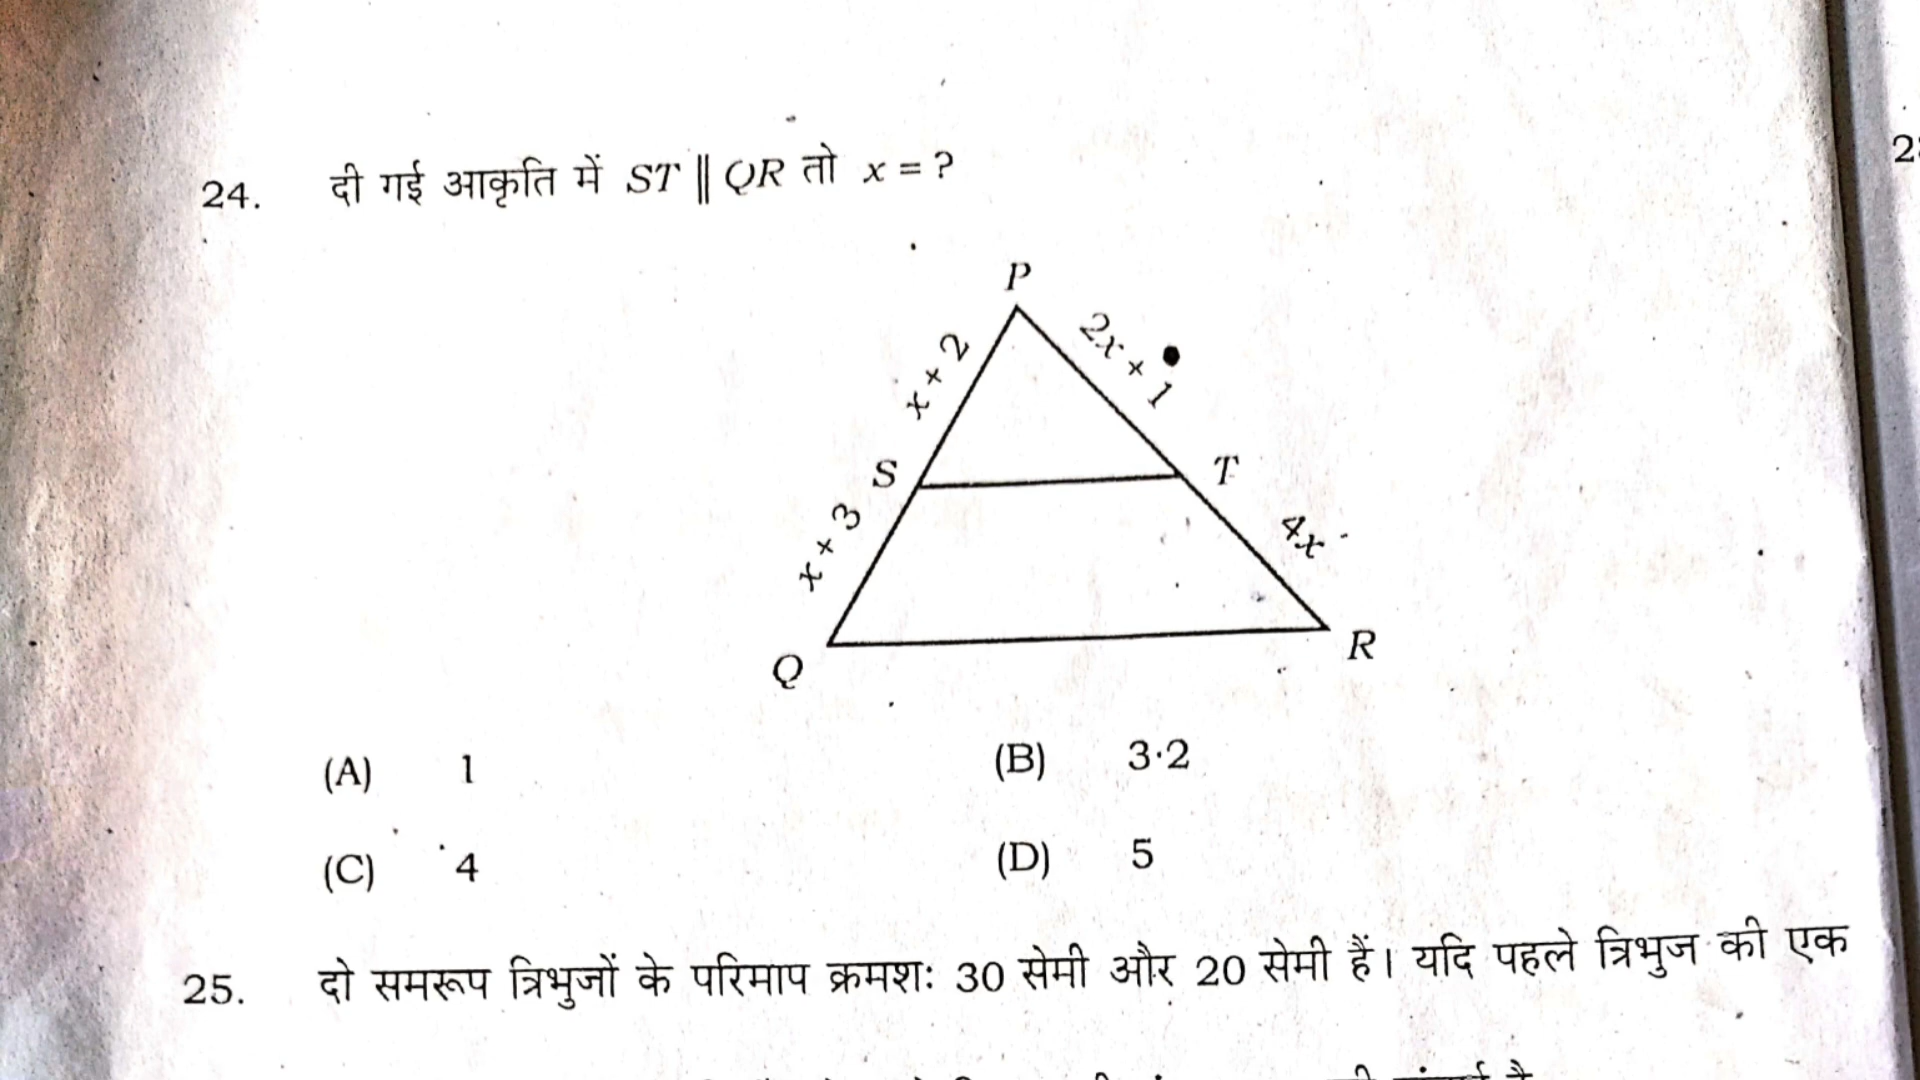 24. दी गई आकृति में ST || QR तो x = ?
P
x + 2
2x + 1
S
T
x + 3
4x
Q
R
(A) 1 (B) 3·2
(C) 4 (D) 5
25. दो समरूप त्रिभुजों के परिमाप क्रमशः 30 सेमी और 20 सेमी हैं। यदि पहले त्रिभुज की एक